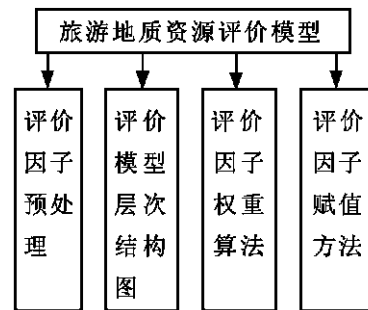 旅游地质资源评价模型
评价
因子
预处
理
评价
模型
层次
结构
图
评价
因子
权重
算法
评价
因子
赋值
方法